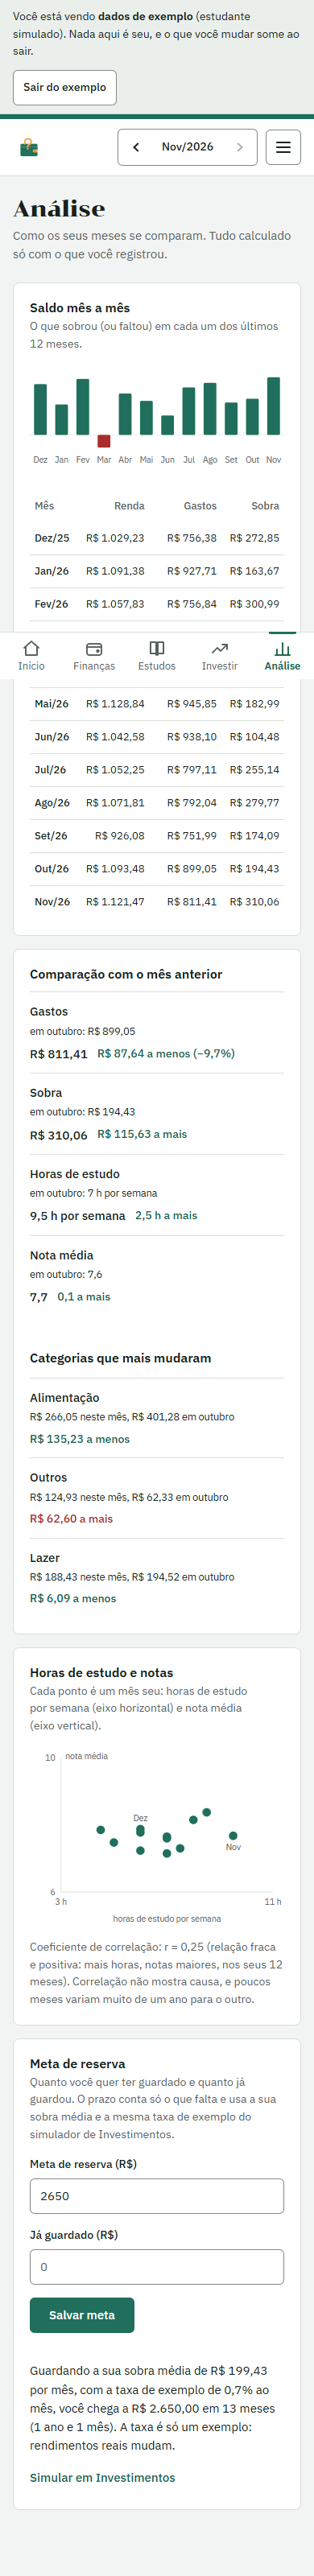 Você está vendo dados de exemplo (estudante
simulado). Nada aqui é seu, e o que você mudar some ao
sair.
Sair do exemplo
Nov/2026
Análise
Como os seus meses se comparam. Tudo calculado
só com o que você registrou.
Saldo mês a mês
O que sobrou (ou faltou) em cada um dos últimos
12 meses.
Dez Jan Fev Mar Abr Mai Jun Jul Ago Set Out Nov
Mês Renda Gastos Sobra
Dez/25 R$ 1.029,23 R$ 756,38 R$ 272,85
Jan/26 R$ 1.091,38 R$ 927,71 R$ 163,67
Fev/26 R$ 1.057,83 R$ 756,84 R$ 300,99
Início Finanças Estudos Investir Análise
Mai/26 R$ 1.128,84 R$ 945,85 R$ 182,99
Jun/26 R$ 1.042,58 R$ 938,10 R$ 104,48
Jul/26 R$ 1.052,25 R$ 797,11 R$ 255,14
Ago/26 R$ 1.071,81 R$ 792,04 R$ 279,77
Set/26 R$ 926,08 R$ 751,99 R$ 174,09
Out/26 R$ 1.093,48 R$ 899,05 R$ 194,43
Nov/26 R$ 1.121,47 R$ 811,41 R$ 310,06
Comparação com o mês anterior
Gastos
em outubro: R$ 899,05
R$ 811,41 R$ 87,64 a menos (−9,7%)
Sobra
em outubro: R$ 194,43
R$ 310,06 R$ 115,63 a mais
Horas de estudo
em outubro: 7 h por semana
9,5 h por semana 2,5 h a mais
Nota média
em outubro: 7,6
7,7 0,1 a mais
Categorias que mais mudaram
Alimentação
R$ 266,05 neste mês, R$ 401,28 em outubro
R$ 135,23 a menos
Outros
R$ 124,93 neste mês, R$ 62,33 em outubro
R$ 62,60 a mais
Lazer
R$ 188,43 neste mês, R$ 194,52 em outubro
R$ 6,09 a menos
Horas de estudo e notas
Cada ponto é um mês seu: horas de estudo
por semana (eixo horizontal) e nota média
(eixo vertical).
10 nota média
Dez
Nov
6
3 h 11 h
horas de estudo por semana
Coeficiente de correlação: r = 0,25 (relação fraca
e positiva: mais horas, notas maiores, nos seus 12
meses). Correlação não mostra causa, e poucos
meses variam muito de um ano para o outro.
Meta de reserva
Quanto você quer ter guardado e quanto já
guardou. O prazo conta só o que falta e usa a sua
sobra média e a mesma taxa de exemplo do
simulador de Investimentos.
Meta de reserva (R$)
2650
Já guardado (R$)
0
Salvar meta
Guardando a sua sobra média de R$ 199,43
por mês, com a taxa de exemplo de 0,7% ao
mês, você chega a R$ 2.650,00 em 13 meses
(1 ano e 1 mês). A taxa é só um exemplo:
rendimentos reais mudam.
Simular em Investimentos